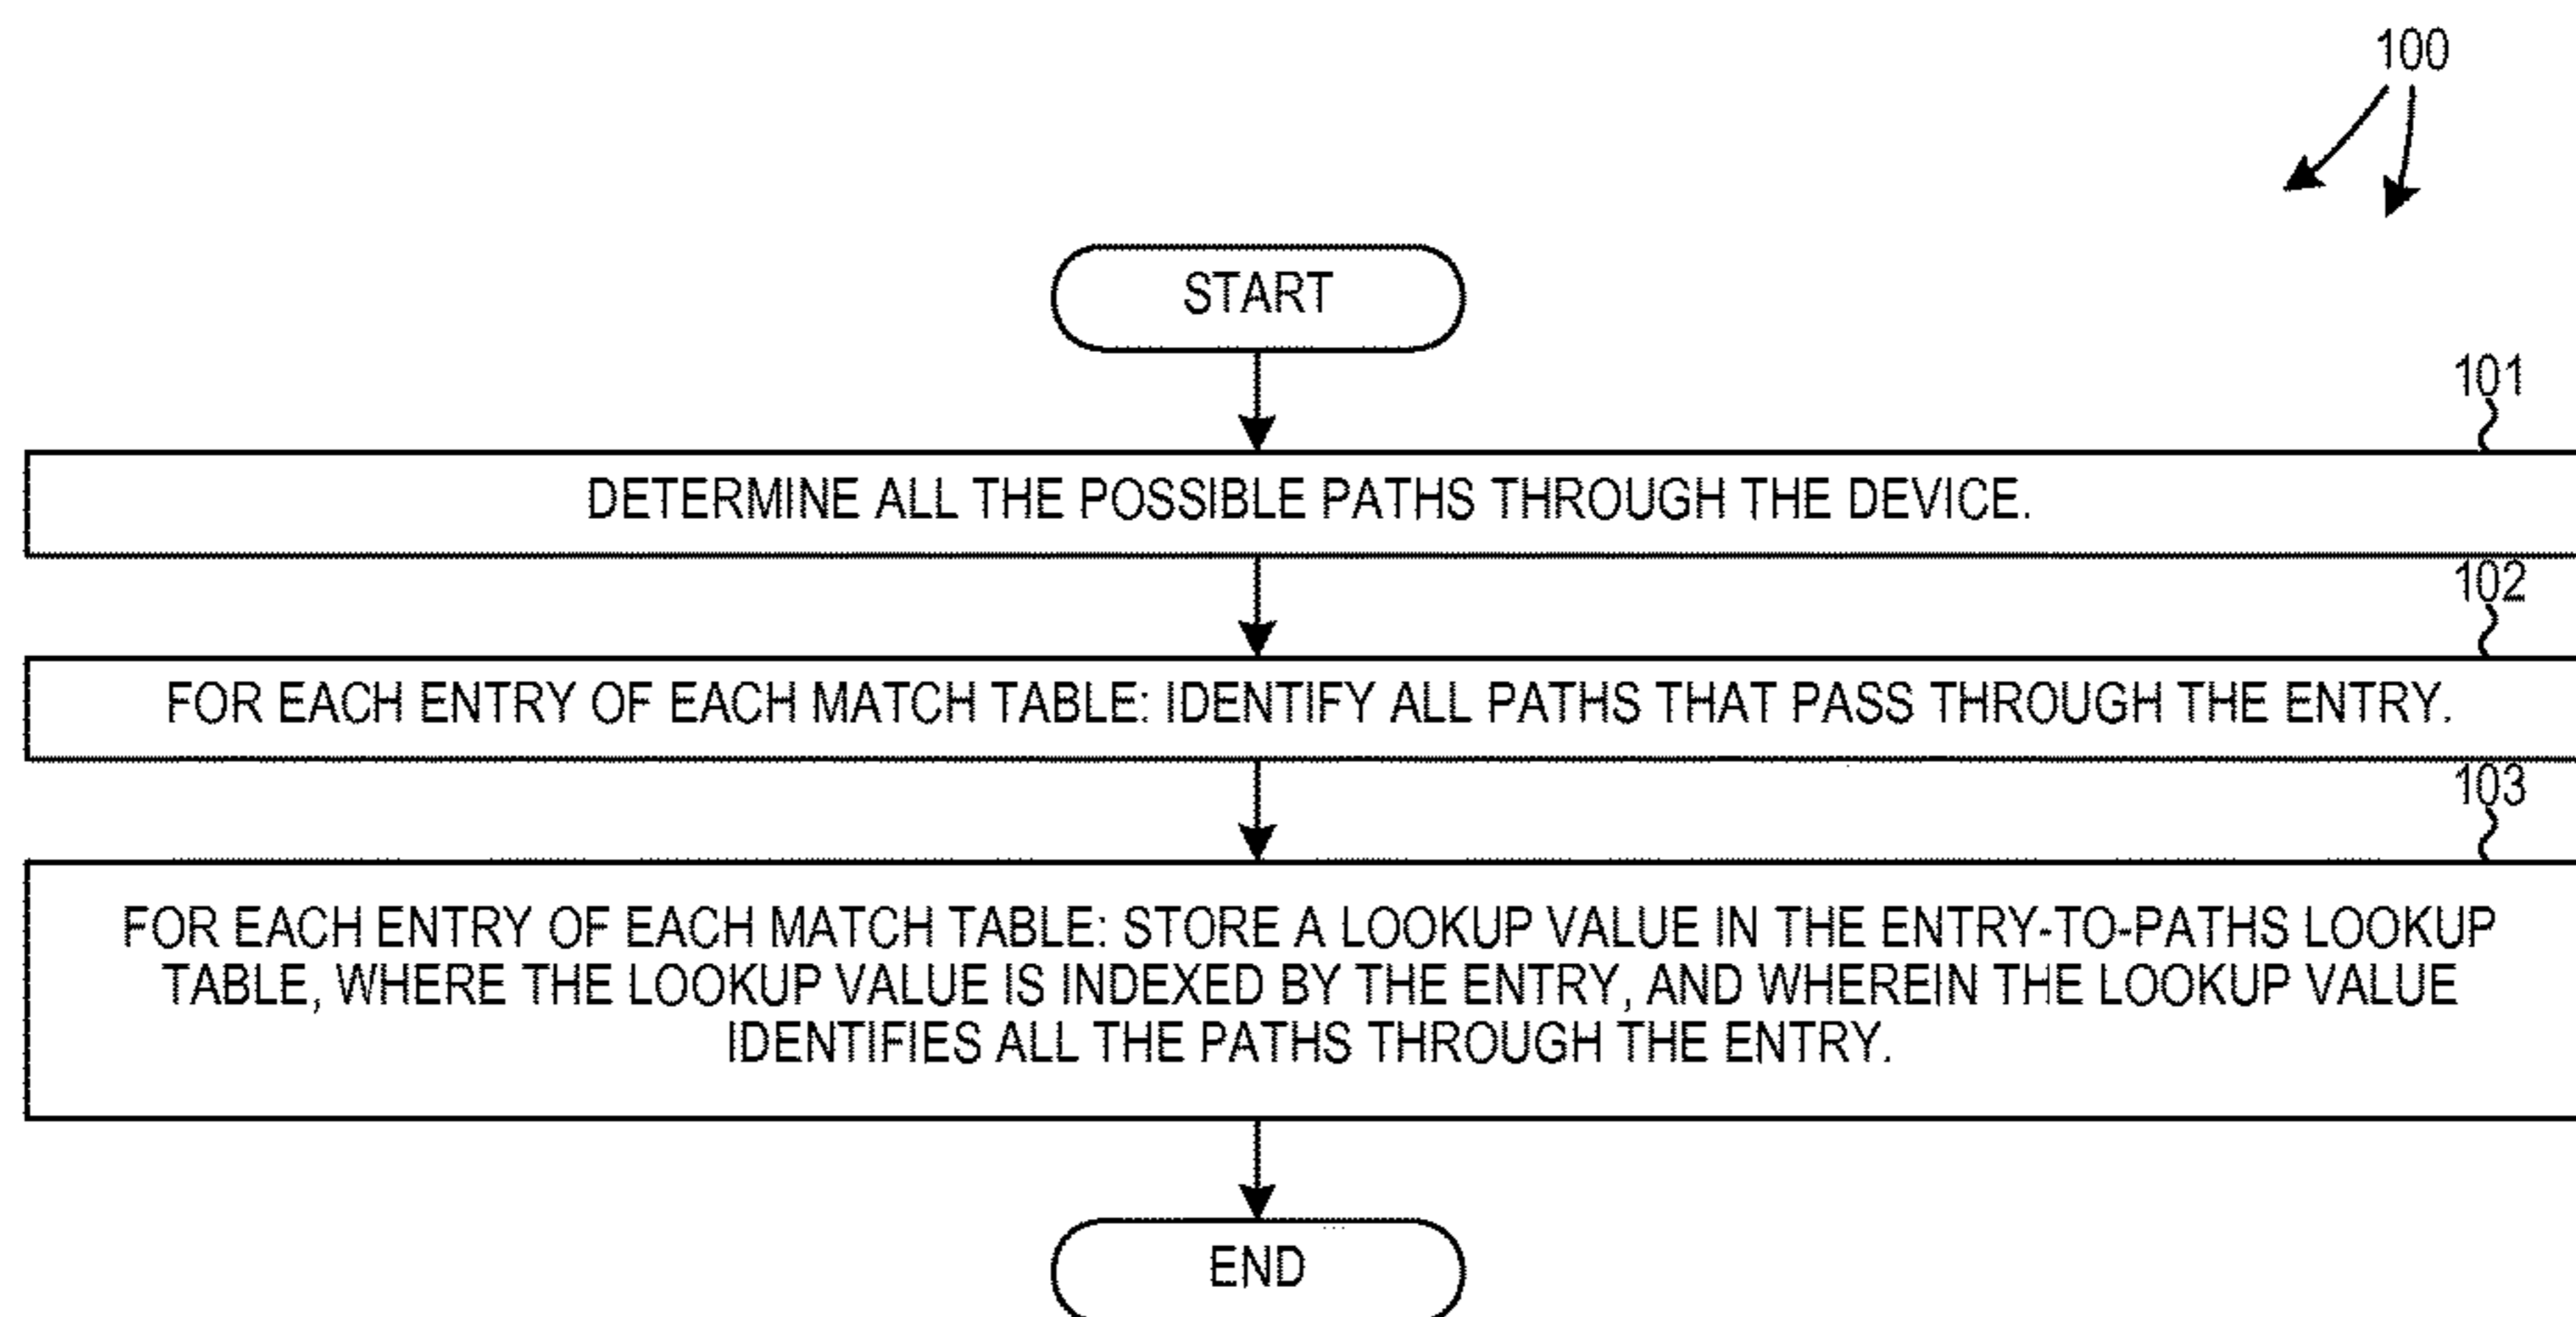 100
START
101
DETERMINE ALL THE POSSIBLE PATHS THROUGH THE DEVICE.
102
FOR EACH ENTRY OF EACH MATCH TABLE: IDENTIFY ALL PATHS THAT PASS THROUGH THE ENTRY.
103
FOR EACH ENTRY OF EACH MATCH TABLE: STORE A LOOKUP VALUE IN THE ENTRY-TO-PATHS LOOKUP
TABLE, WHERE THE LOOKUP VALUE IS INDEXED BY THE ENTRY, AND WHEREIN THE LOOKUP VALUE
IDENTIFIES ALL THE PATHS THROUGH THE ENTRY.
END